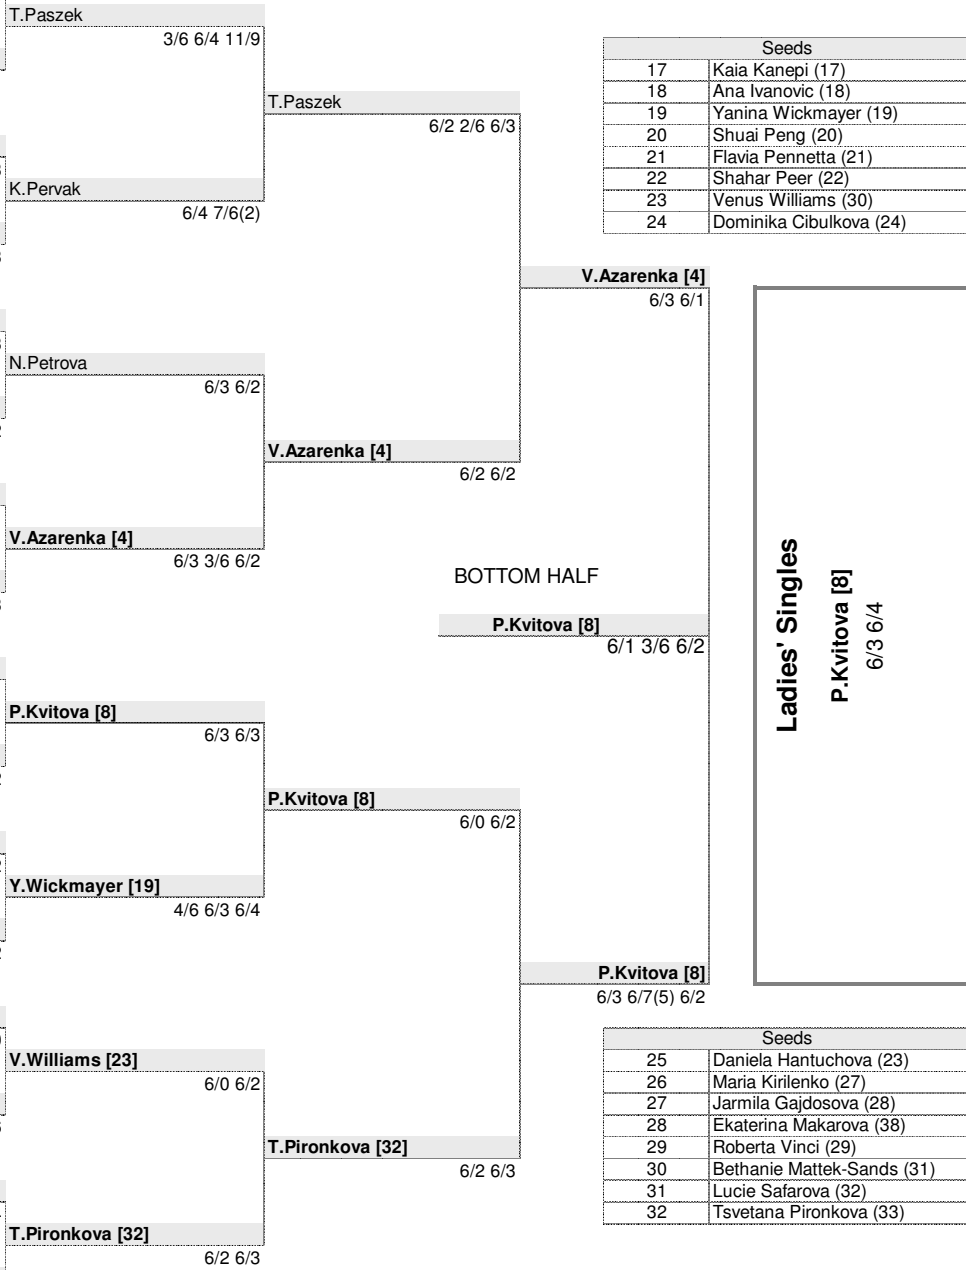 T.Paszek
3/6 6/4 11/9
T.Paszek
6/2 2/6 6/3
K.Pervak
6/4 7/6(2)
V.Azarenka [4]
6/3 6/1
N.Petrova
6/3 6/2
V.Azarenka [4]
6/2 6/2
V.Azarenka [4]
6/3 3/6 6/2
BOTTOM HALF
P.Kvitova [8]
6/1 3/6 6/2
P.Kvitova [8]
6/3 6/3
P.Kvitova [8]
6/0 6/2
Y.Wickmayer [19]
4/6 6/3 6/4
P.Kvitova [8]
6/3 6/7(5) 6/2
V.Williams [23]
6/0 6/2
T.Pironkova [32]
6/2 6/3
T.Pironkova [32]
6/2 6/3
Seeds
17 Kaia Kanepi (17)
18 Ana Ivanovic (18)
19 Yanina Wickmayer (19)
20 Shuai Peng (20)
21 Flavia Pennetta (21)
22 Shahar Peer (22)
23 Venus Williams (30)
24 Dominika Cibulkova (24)
Ladies' Singles
P.Kvitova [8]
6/3 6/4
Seeds
25 Daniela Hantuchova (23)
26 Maria Kirilenko (27)
27 Jarmila Gajdosova (28)
28 Ekaterina Makarova (38)
29 Roberta Vinci (29)
30 Bethanie Mattek-Sands (31)
31 Lucie Safarova (32)
32 Tsvetana Pironkova (33)